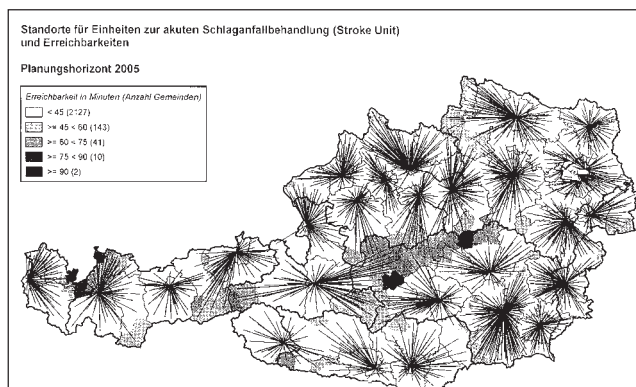 Standorte für Einheiten zur akuten Schlaganfallbehandlung (Stroke Unit)
und Erreichbarkeiten
Planungshorizont 2005
Erreichbarkeit in Minuten (Anzahl Gemeinden)
< 45 (2127)
>= 45 < 60 (143)
>= 60 < 75 (41)
>= 75 < 90 (10)
>= 90 (2)